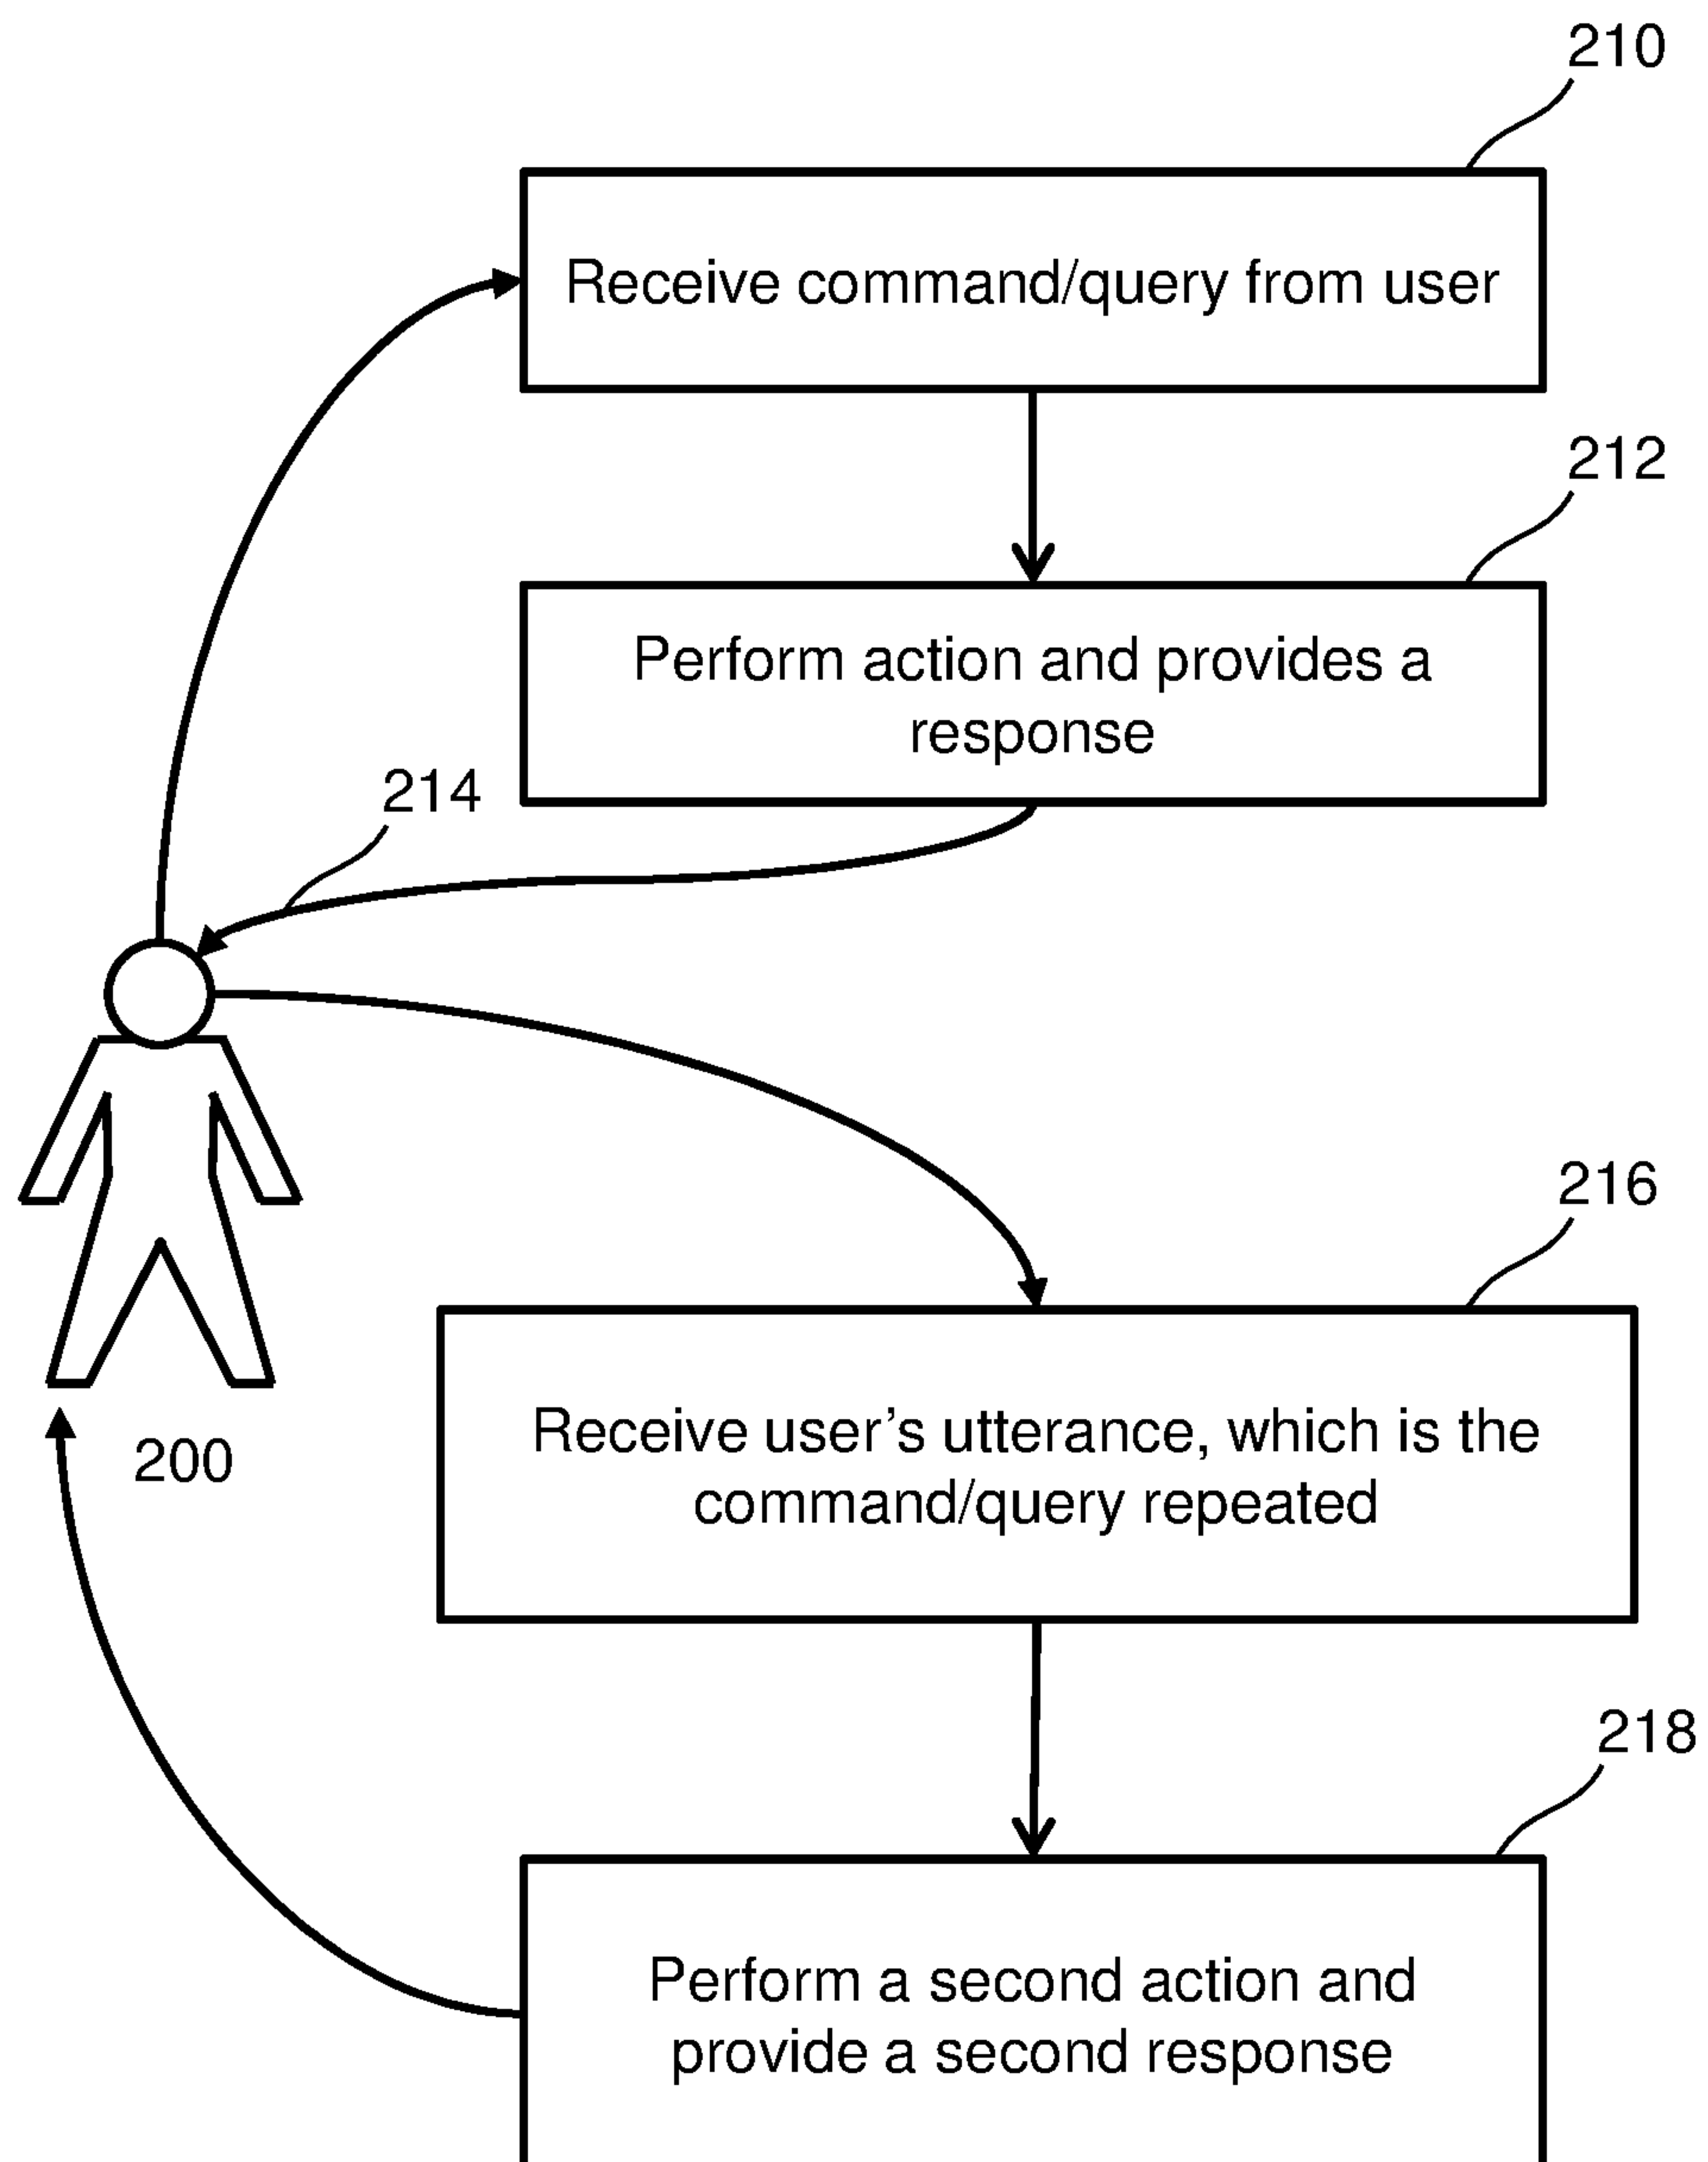 210
Receive command/query from user
212
Perform action and provides a
response
214
216
Receive user’s utterance, which is the
command/query repeated
200
218
Perform a second action and
provide a second response